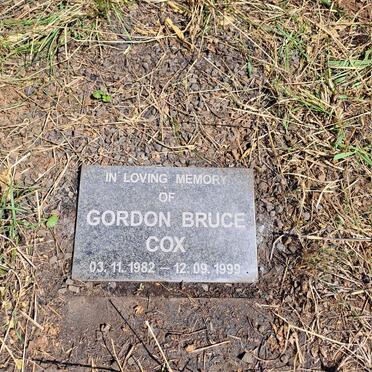 IN LOVING MEMORY
OF
GORDON BRUCE
COX
03. 11. 1982 — 12. 09. 1999